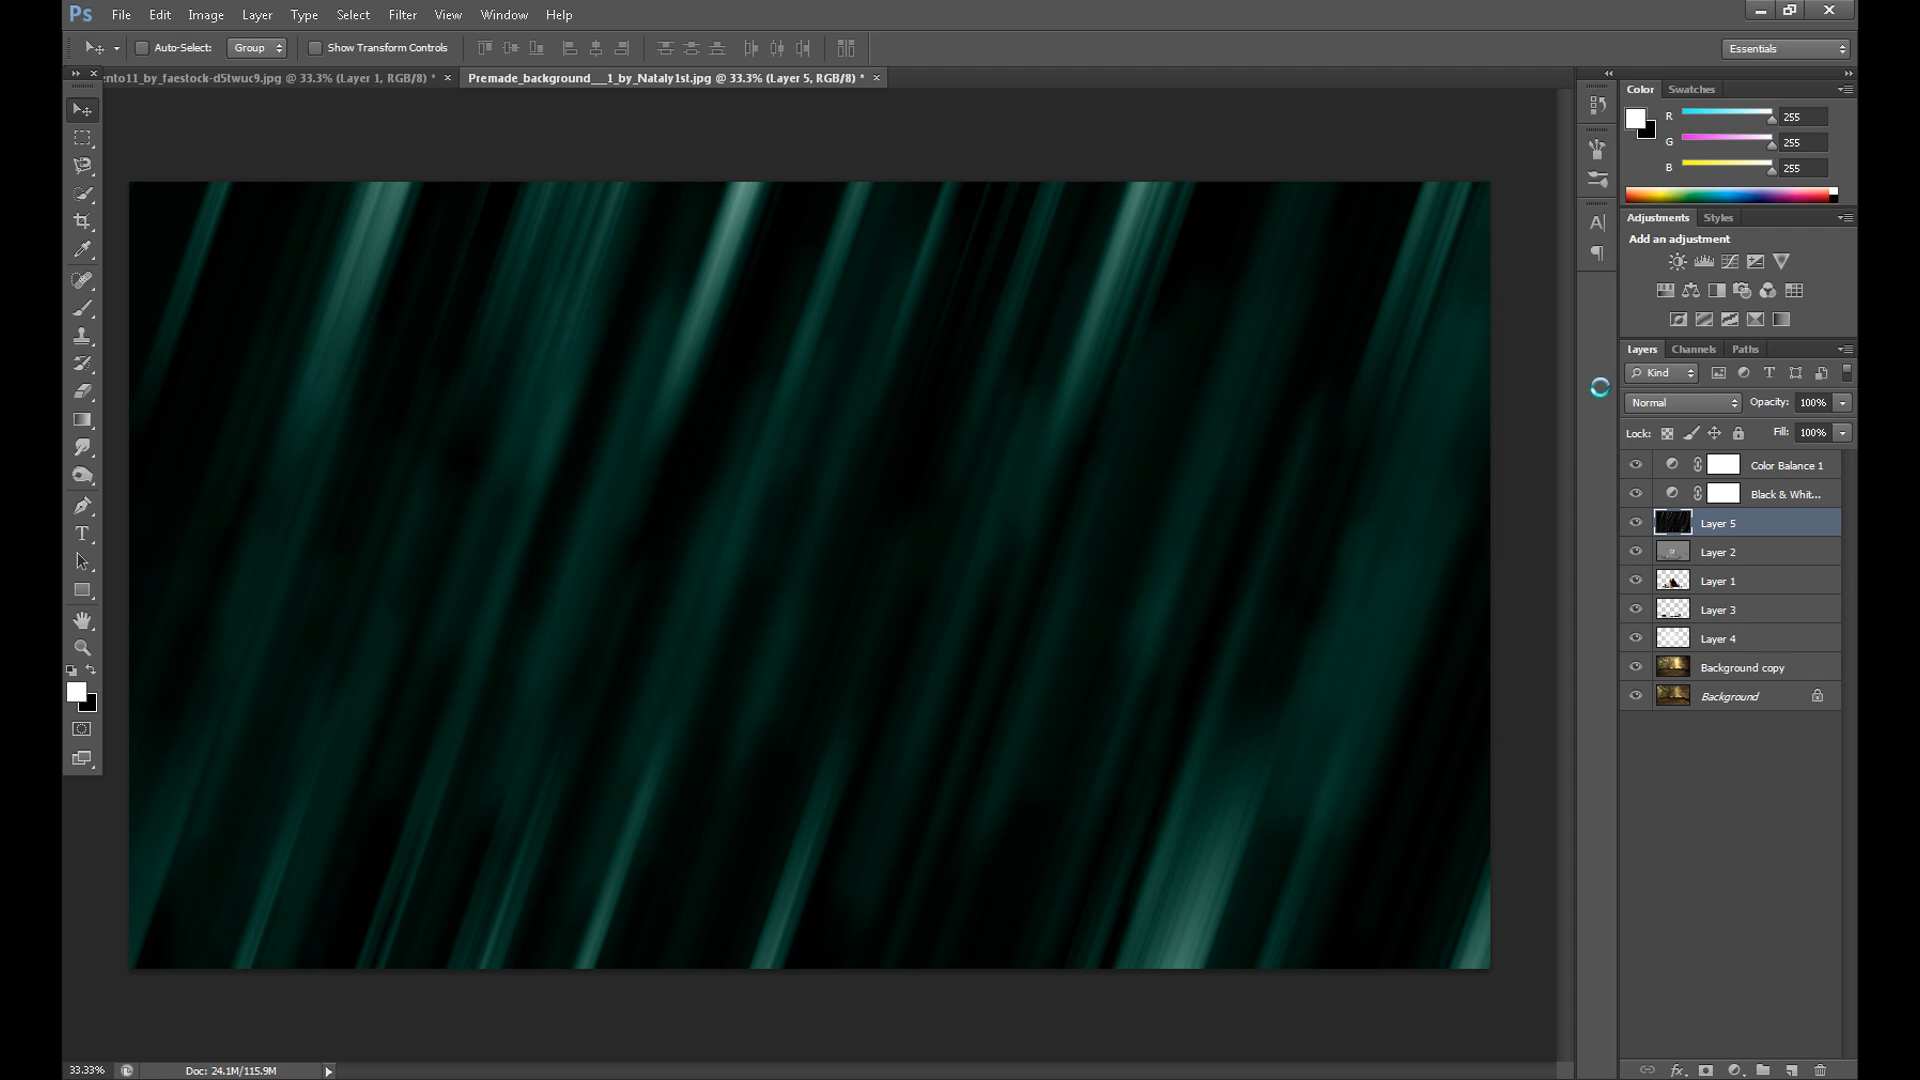 Ps File Edit Image Layer Type Select Filter View Window Help
Auto-Select: Group Show Transform Controls Essentials
ento11_by_faestock-d5twuc9.jpg @ 33.3% (Layer 1, RGB/8) * × Premade_background__1_by_Nataly1st.jpg @ 33.3% (Layer 5, RGB/8) * ×
Color Swatches
R 255
G 255
B 255
Adjustments Styles
Add an adjustment
Layers Channels Paths
Kind
Normal Opacity: 100%
Lock: Fill: 100%
Color Balance 1
Black & Whit...
Layer 5
Layer 2
Layer 1
Layer 3
Layer 4
Background copy
Background
33.33% Doc: 24.1M/115.9M